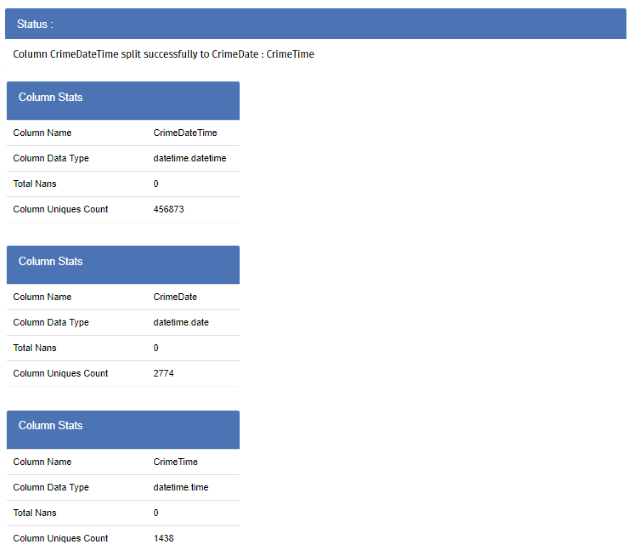 Status :
Column CrimeDateTime split successfully to CrimeDate : CrimeTime
Column Stats
Column Name CrimeDateTime
Column Data Type datetime.datetime
Total Nans 0
Column Uniques Count 456873
Column Stats
Column Name CrimeDate
Column Data Type datetime.date
Total Nans 0
Column Uniques Count 2774
Column Stats
Column Name CrimeTime
Column Data Type datetime.time
Total Nans 0
Column Uniques Count 1438